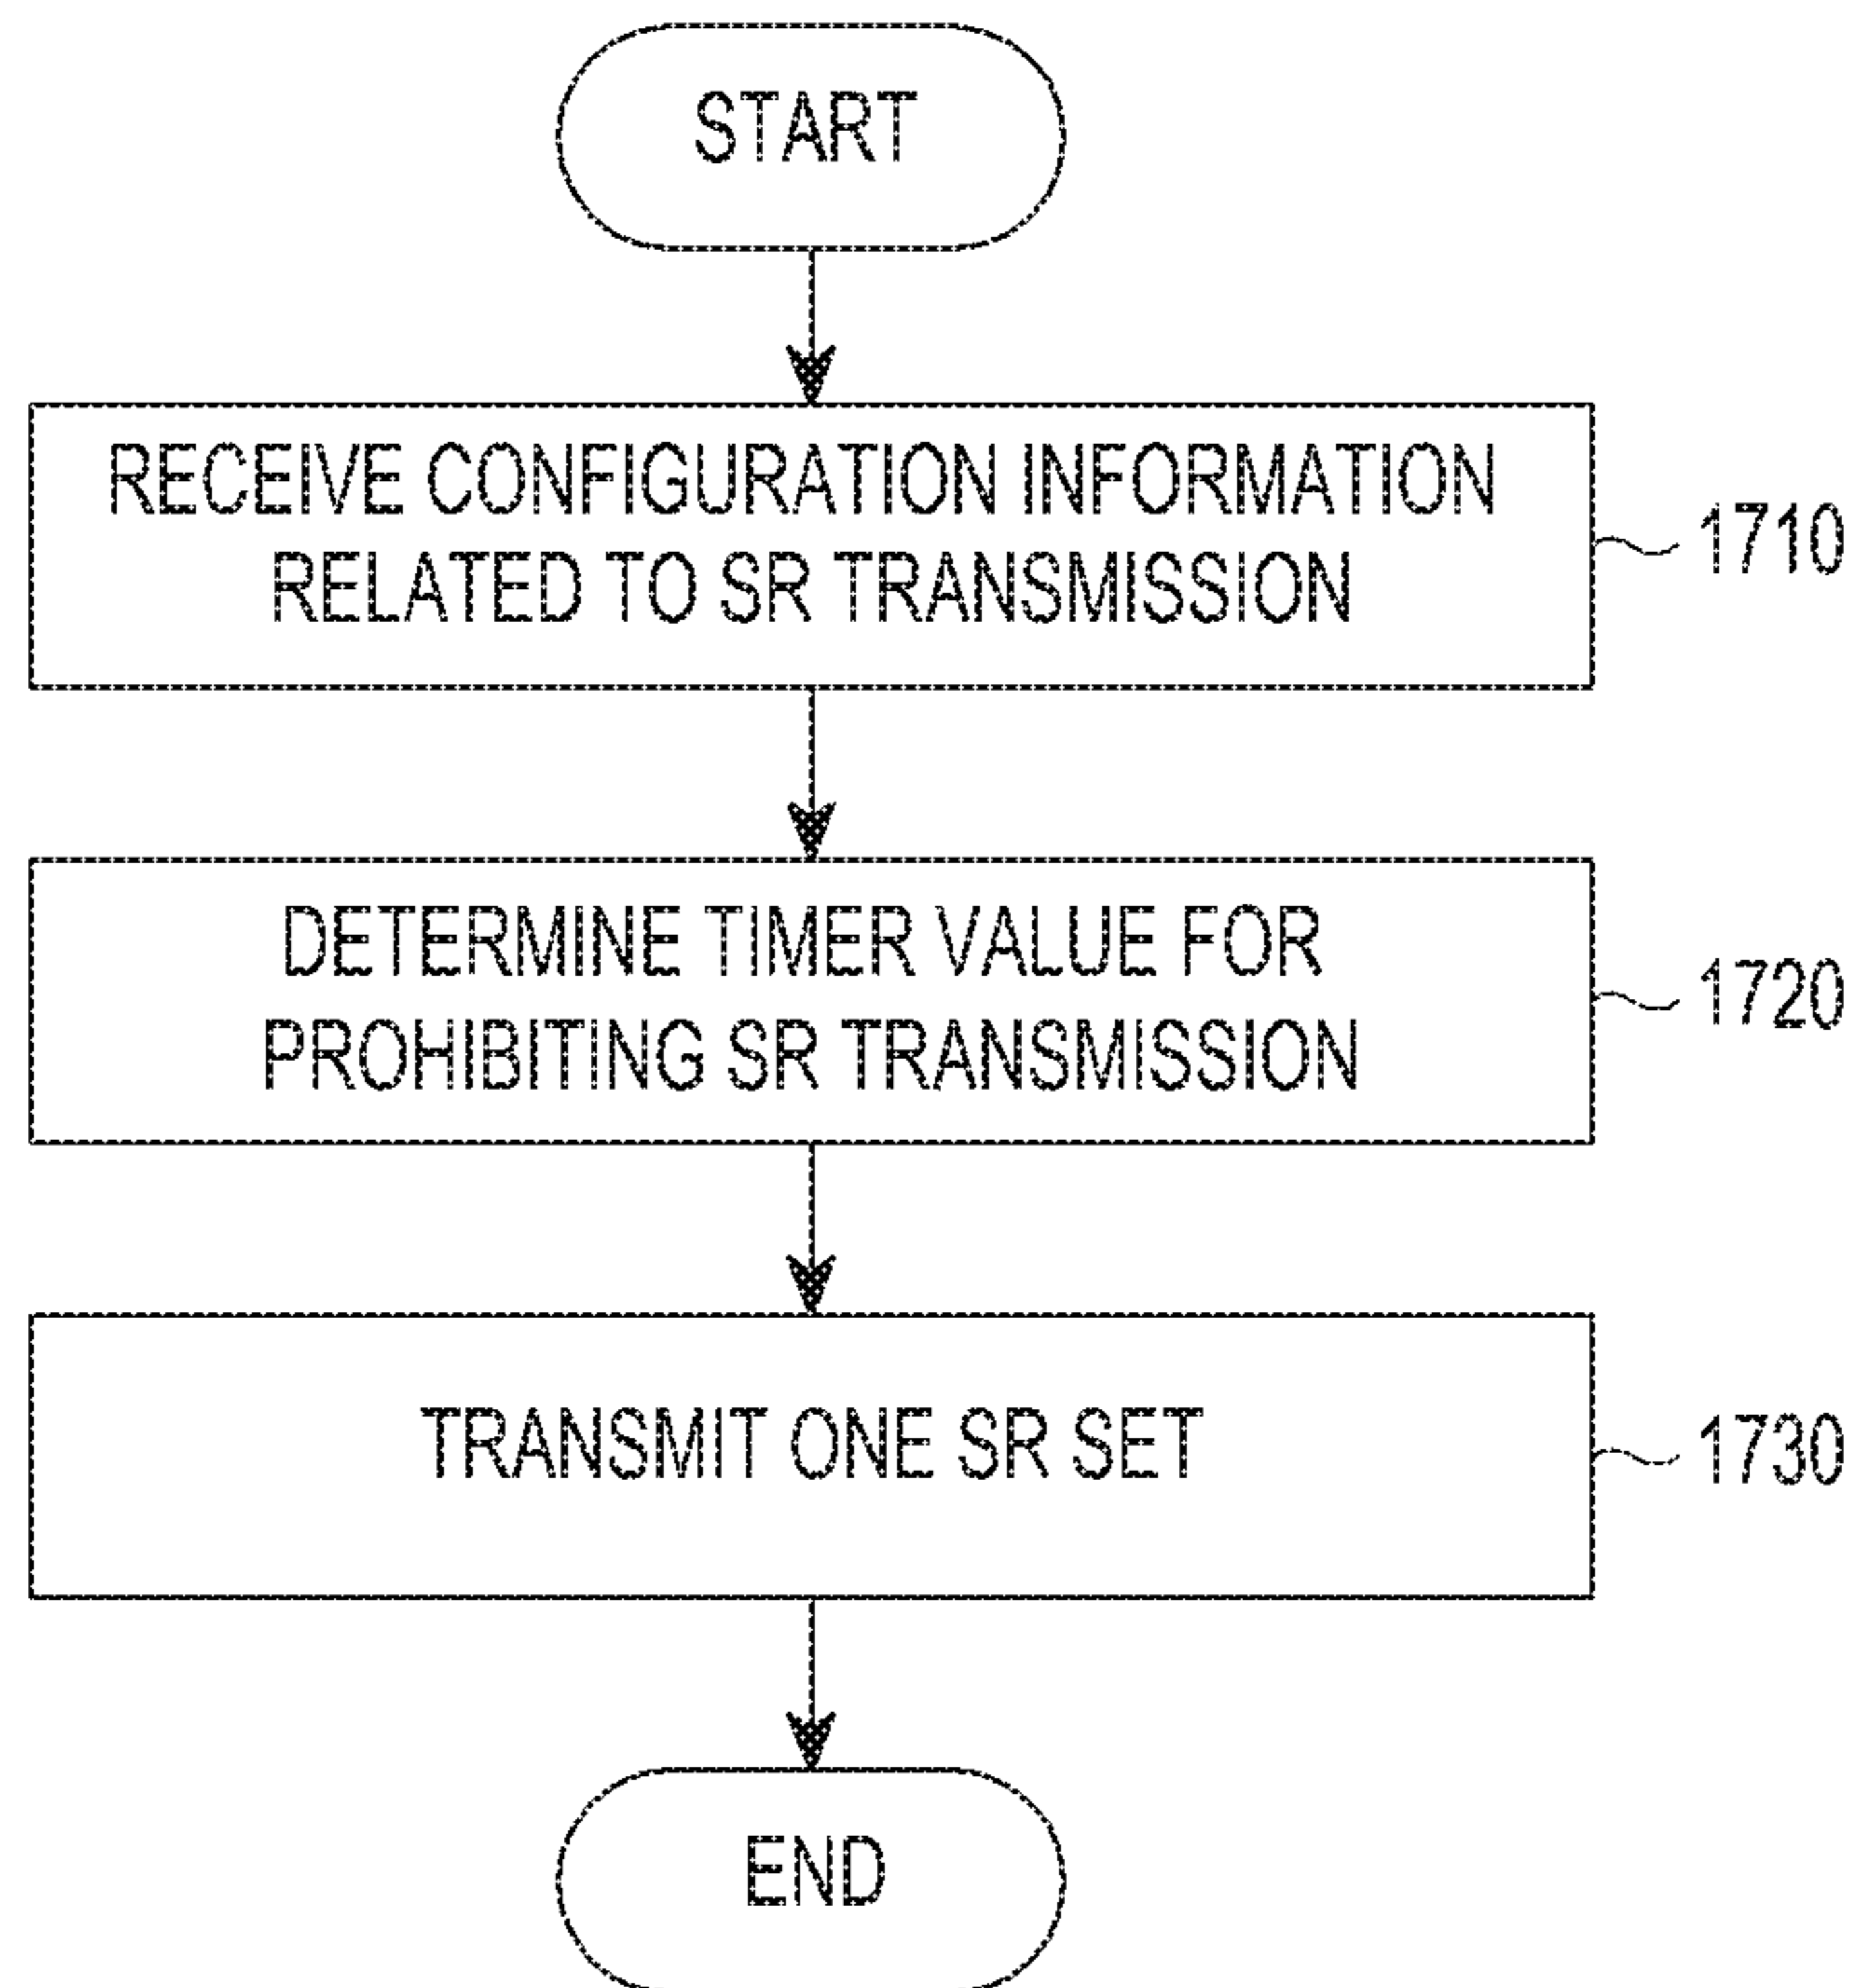 START
RECEIVE CONFIGURATION INFORMATION
RELATED TO SR TRANSMISSION
1710
DETERMINE TIMER VALUE FOR
PROHIBITING SR TRANSMISSION
1720
TRANSMIT ONE SR SET
1730
END